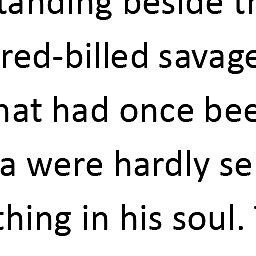 tanding beside th
red-billed savage
hat had once bee
a were hardly se
thing in his soul.